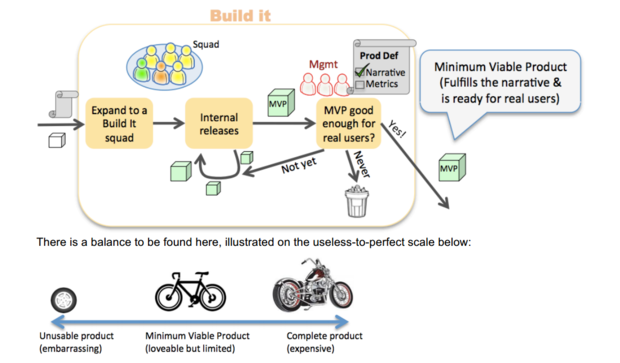 Build it
Squad
Mgmt
Prod Def
Narrative
Metrics
Minimum Viable Product
(Fulfills the narrative &
is ready for real users)
Expand to a
Build It
squad
Internal
releases
MVP
MVP good
enough for
real users?
Yes!
Not yet
Never
MVP
There is a balance to be found here, illustrated on the useless-to-perfect scale below:
Unusable product
(embarrassing)
Minimum Viable Product
(loveable but limited)
Complete product
(expensive)